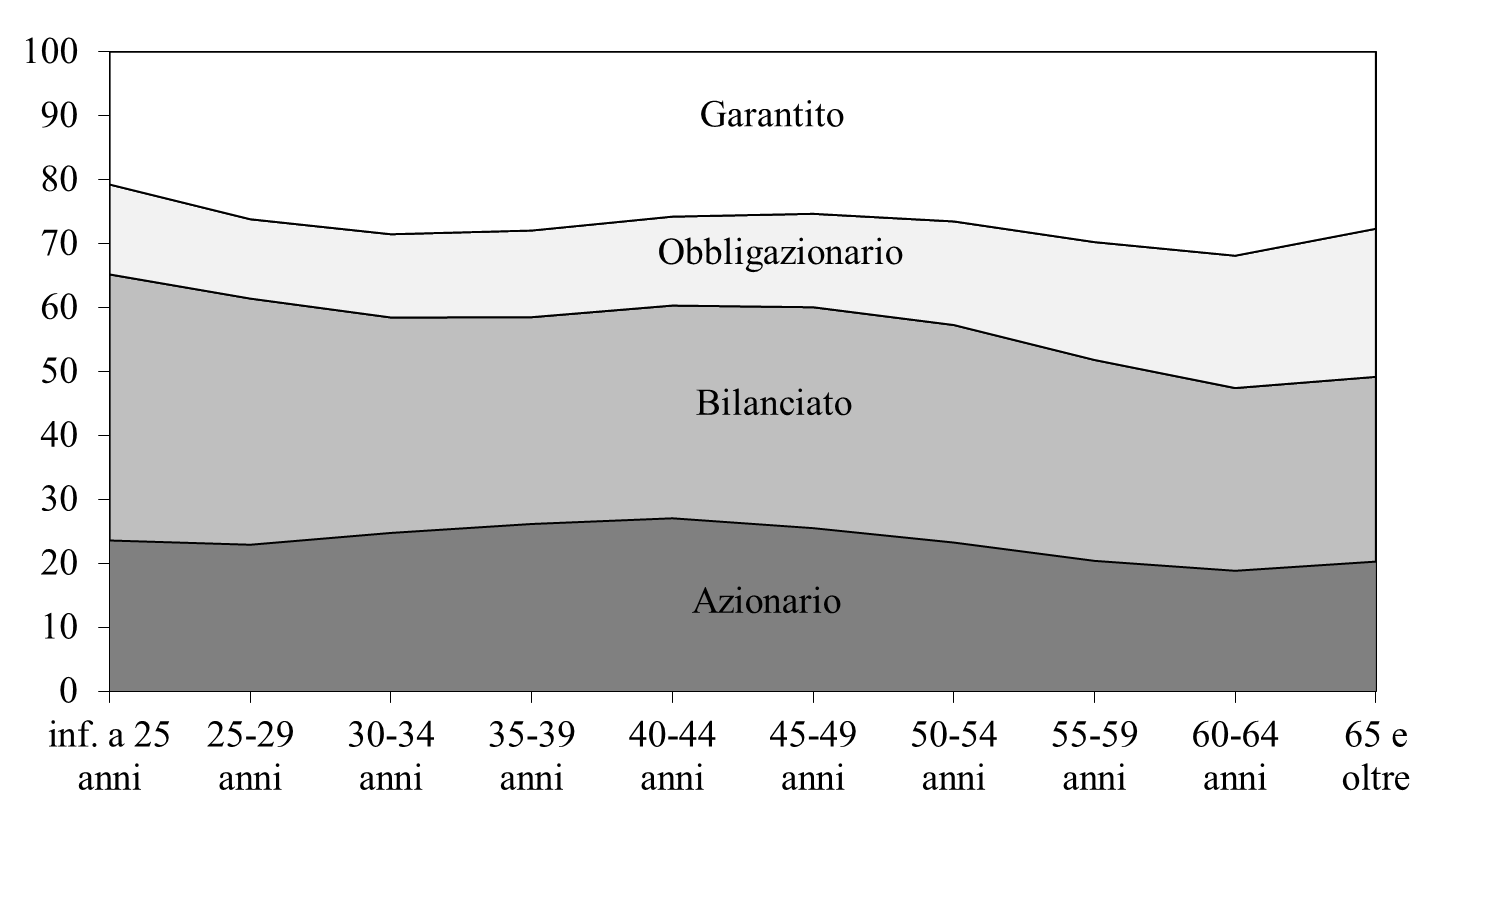 100
90
80
70
60
50
40
30
20
10
0
Garantito
Obbligazionario
Bilanciato
Azionario
inf. a 25 anni
25-29 anni
30-34 anni
35-39 anni
40-44 anni
45-49 anni
50-54 anni
55-59 anni
60-64 anni
65 e oltre